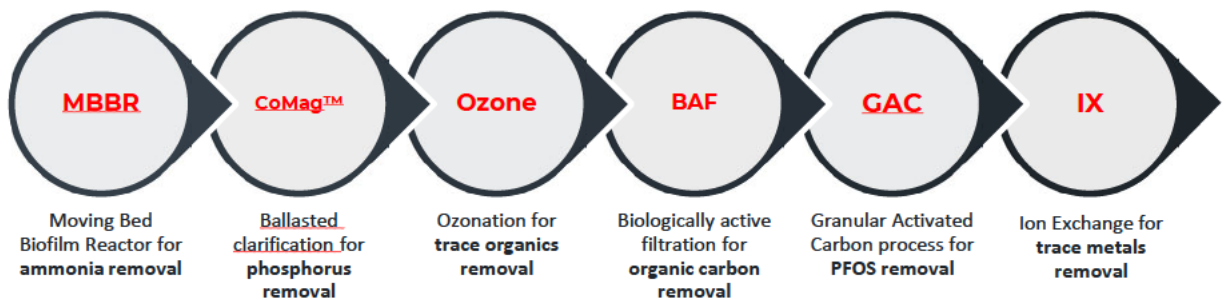 MBBR
CoMag™
Ozone
BAF
GAC
IX
Moving Bed
Biofilm Reactor for
ammonia removal
Ballasted
clarification for
phosphorus
removal
Ozonation for
trace organics
removal
Biologically active
filtration for
organic carbon
removal
Granular Activated
Carbon process for
PFOS removal
Ion Exchange for
trace metals
removal